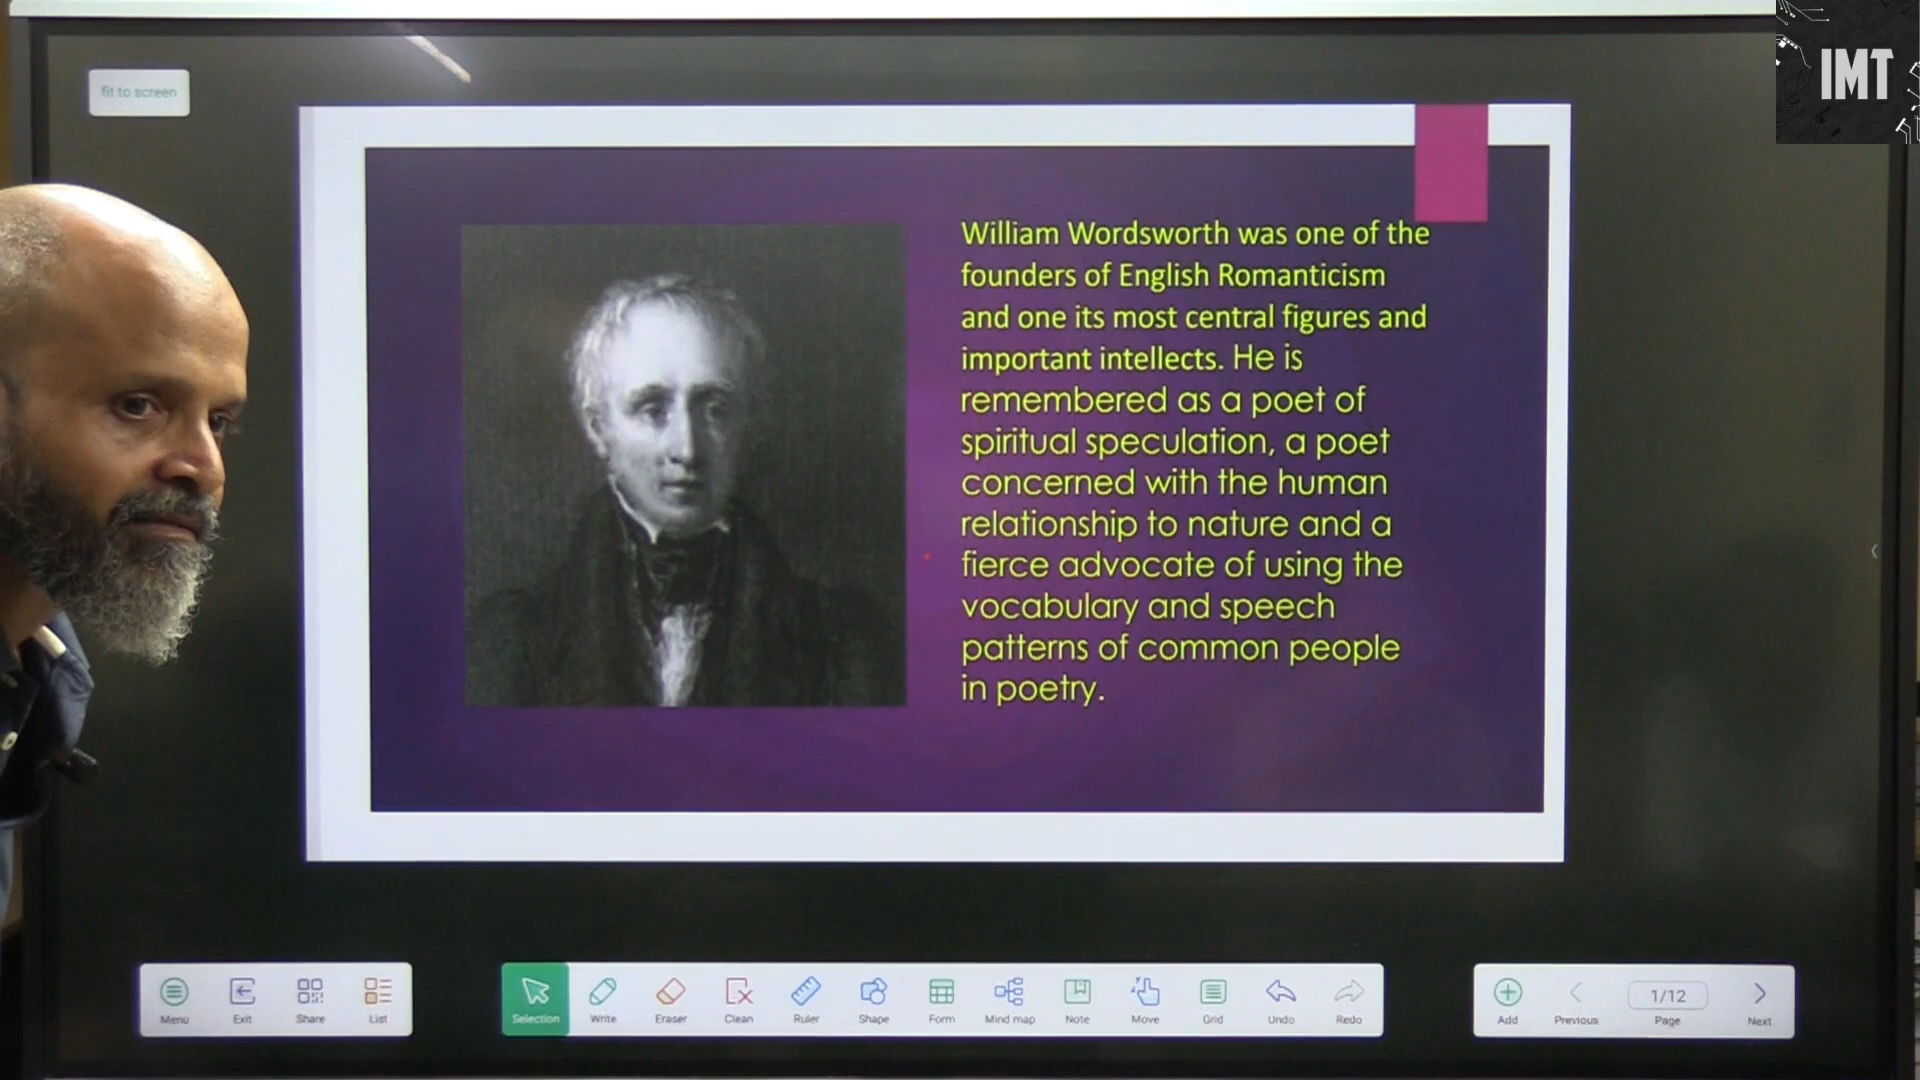 fit to screen
IMT
William Wordsworth was one of the
founders of English Romanticism
and one its most central figures and
important intellects. He is
remembered as a poet of
spiritual speculation, a poet
concerned with the human
relationship to nature and a
fierce advocate of using the
vocabulary and speech
patterns of common people
in poetry.
Menu Exit Share List
Selection Write Eraser Clean Ruler Shape Form Mind map Note Move Grid Undo Redo
Add Previous 1/12 Page Next